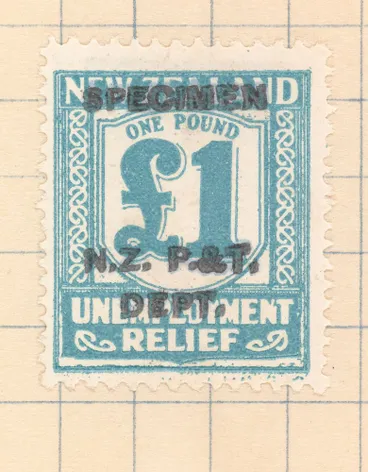 NEW ZEALAND
SPECIMEN
ONE POUND
£1
N.Z. P.&T.
DEPT.
UNEMPLOYMENT
RELIEF